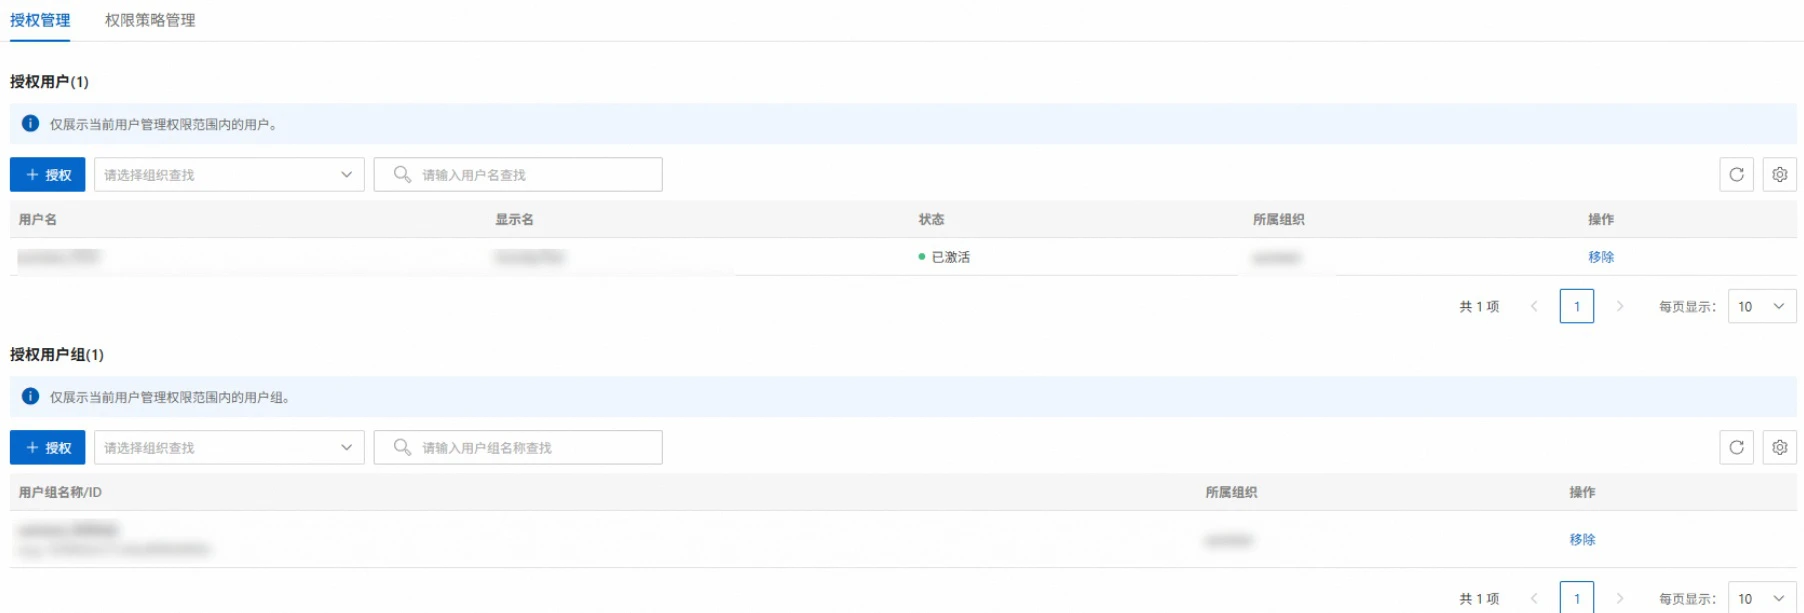 授权管理 权限策略管理
授权用户(1)
仅展示当前用户管理权限范围内的用户。
+ 授权 请选择组织查找 请输入用户名查找
用户名 显示名 状态 所属组织 操作
已激活 移除
共 1 项 1 每页显示: 10
授权用户组(1)
仅展示当前用户管理权限范围内的用户组。
+ 授权 请选择组织查找 请输入用户组名称查找
用户组名称/ID 所属组织 操作
移除
共 1 项 1 每页显示: 10